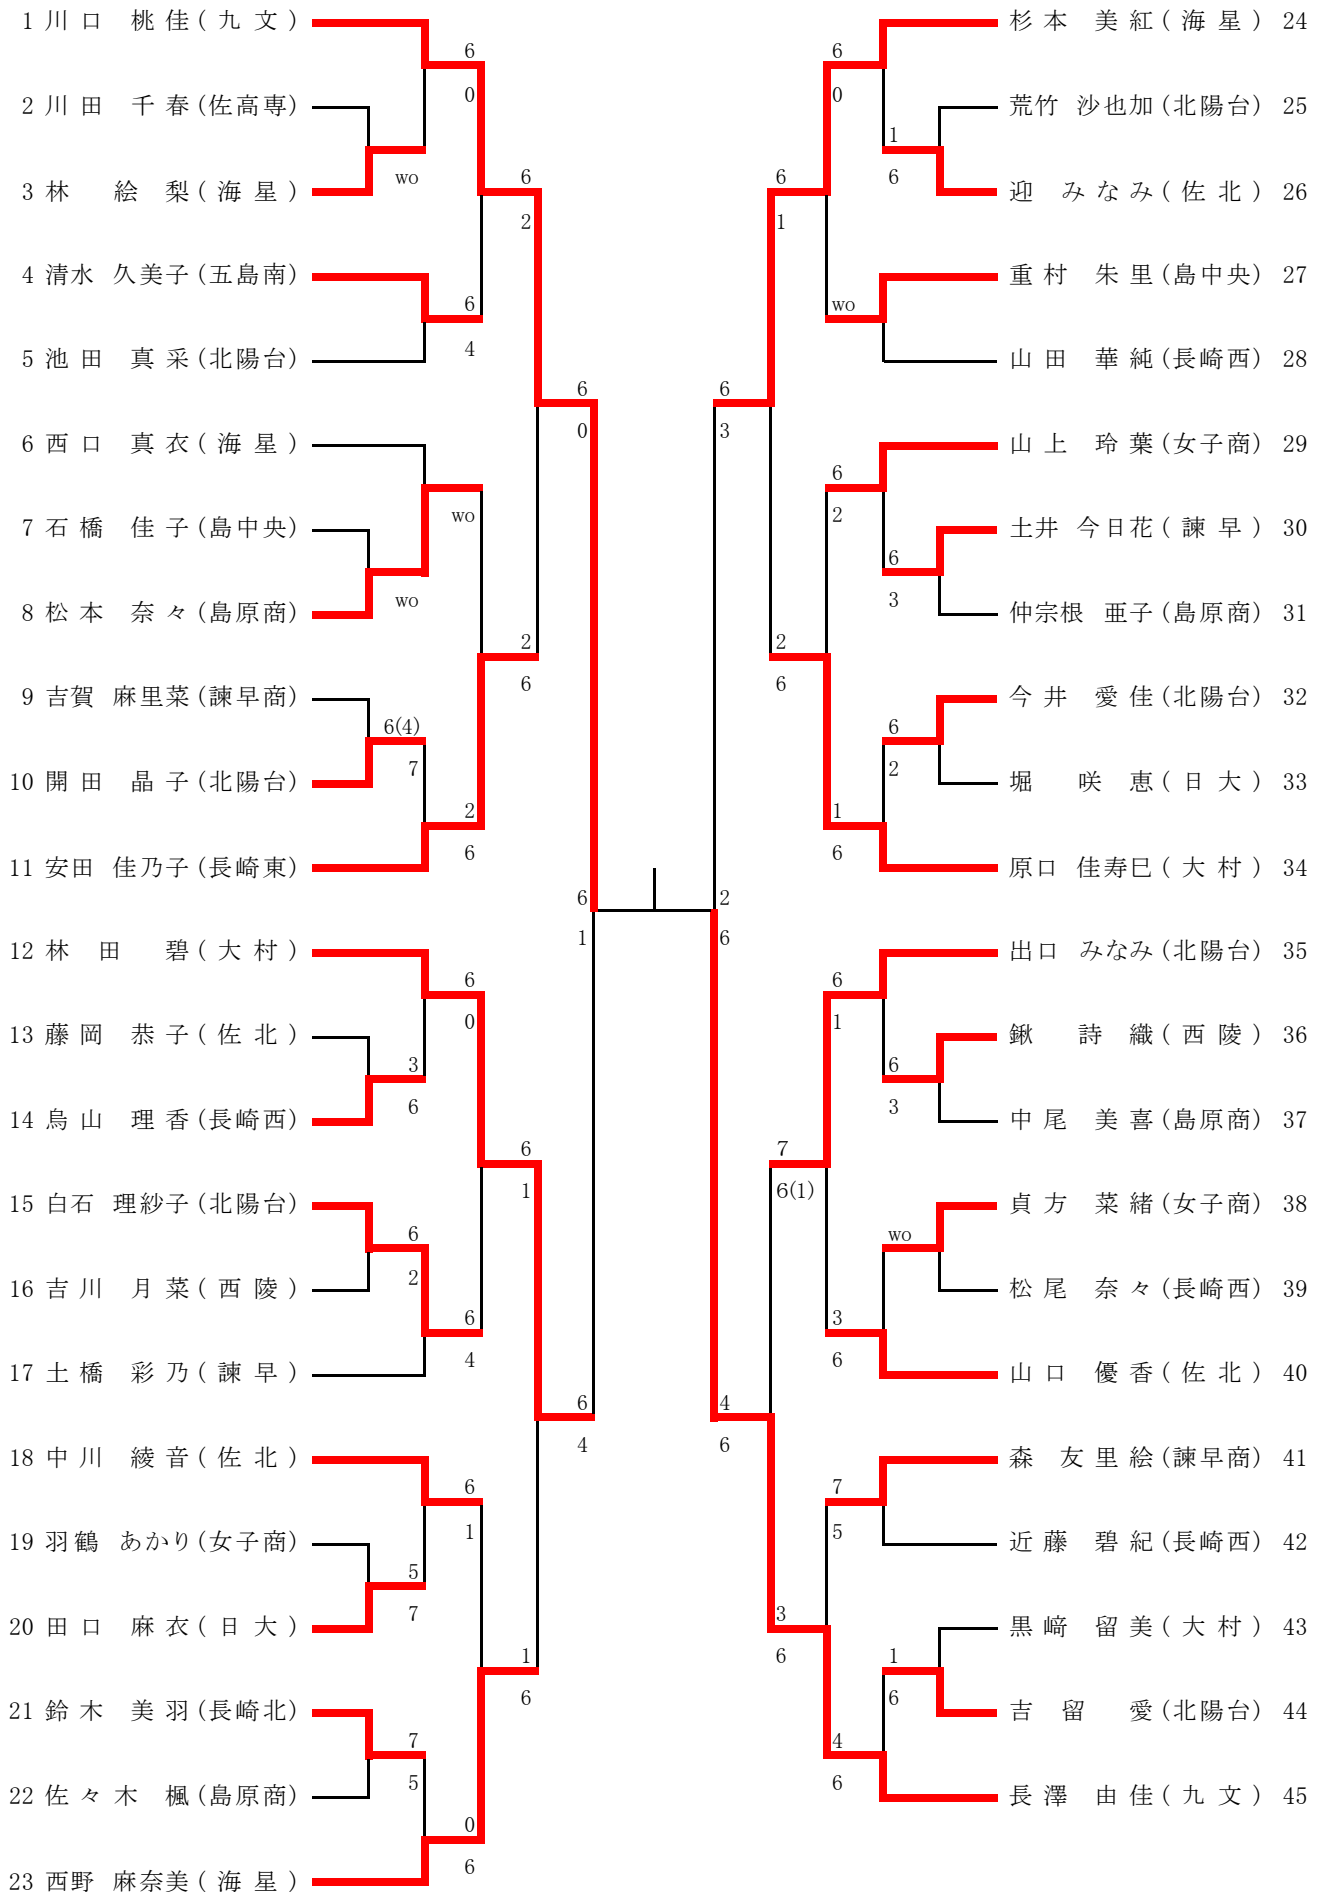 1 川口 桃佳(九文)
2 川田 千春(佐高専)
3 林 絵梨(海星)
4 清水 久美子(五島南)
5 池田 真采(北陽台)
6 西口 真衣(海星)
7 石橋 佳子(島中央)
8 松本 奈々(島原商)
9 吉賀 麻里菜(諫早商)
10 開田 晶子(北陽台)
11 安田 佳乃子(長崎東)
12 林田 碧(大村)
13 藤岡 恭子(佐北)
14 烏山 理香(長崎西)
15 白石 理紗子(北陽台)
16 吉川 月菜(西陵)
17 土橋 彩乃(諫早)
18 中川 綾音(佐北)
19 羽鶴 あかり(女子商)
20 田口 麻衣(日大)
21 鈴木 美羽(長崎北)
22 佐々木 楓(島原商)
23 西野 麻奈美(海星)
wo
wo
6(4)
7
3
6
6
2
5
7
7
5
6
0
6
4
wo
2
6
6
0
6
4
6
1
0
6
6
2
2
6
6
1
1
6
6
0
6
4
6
1
2
6
6
3
4
6
6
1
2
6
7
6(1)
3
6
6
0
wo
6
2
1
6
6
1
3
6
7
5
4
6
1
6
6
3
6
2
6
3
wo
1
6
杉本 美紅(海星) 24
荒竹 沙也加(北陽台) 25
迎 みなみ(佐北) 26
重村 朱里(島中央) 27
山田 華純(長崎西) 28
山上 玲葉(女子商) 29
土井 今日花(諫早) 30
仲宗根 亜子(島原商) 31
今井 愛佳(北陽台) 32
堀 咲恵(日大) 33
原口 佳寿巳(大村) 34
出口 みなみ(北陽台) 35
鍬 詩織(西陵) 36
中尾 美喜(島原商) 37
貞方 菜緒(女子商) 38
松尾 奈々(長崎西) 39
山口 優香(佐北) 40
森 友里絵(諫早商) 41
近藤 碧紀(長崎西) 42
黒﨑 留美(大村) 43
吉留 愛(北陽台) 44
長澤 由佳(九文) 45